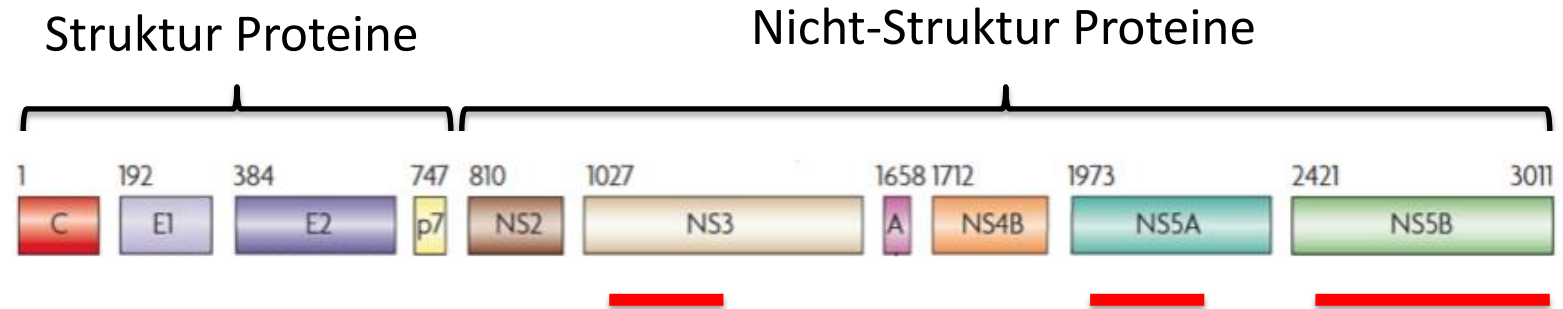 Struktur Proteine
Nicht-Struktur Proteine
1 192 384 747 810 1027 1658 1712 1973 2421 3011
C E1 E2 p7 NS2 NS3 A NS4B NS5A NS5B